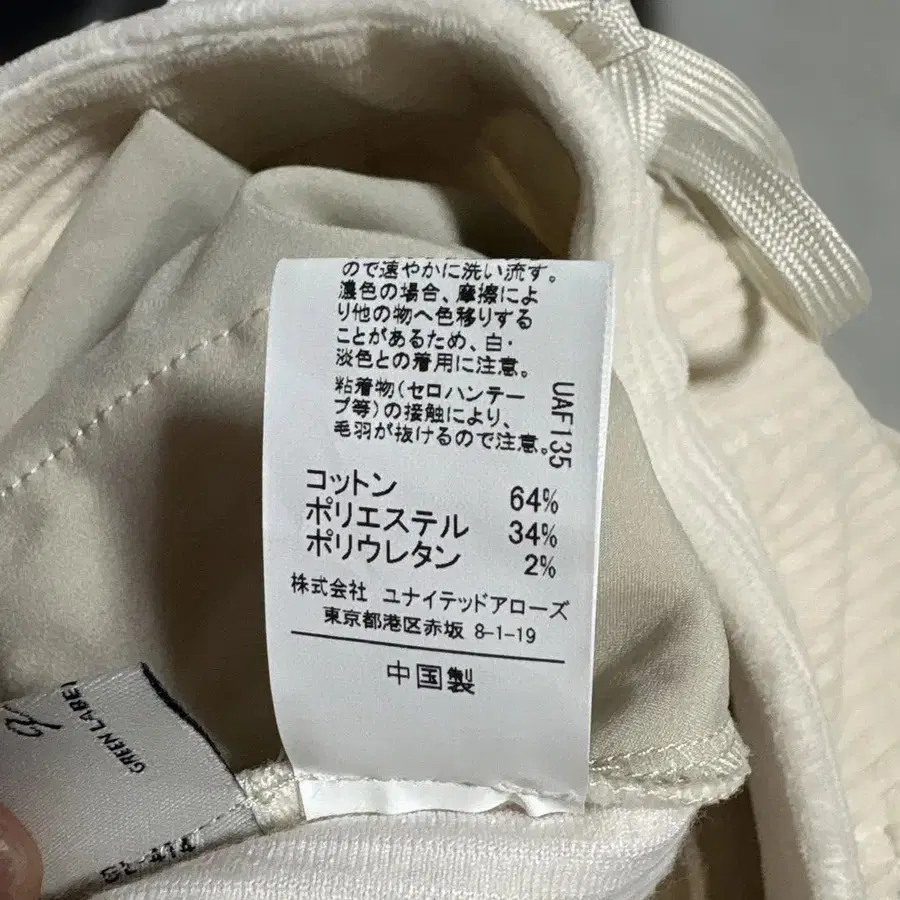 ので速やかに洗い流す。
濃色の場合、摩擦によ
り他の物へ色移りする
ことがあるため、白・
淡色との着用に注意。
粘着物(セロハンテー
プ等)の接触により、
毛羽が抜けるので注意。
UAF135
コットン 64%
ポリエステル 34%
ポリウレタン 2%
株式会社 ユナイテッドアローズ
東京都港区赤坂 8-1-19
中国製
GREEN LABEL